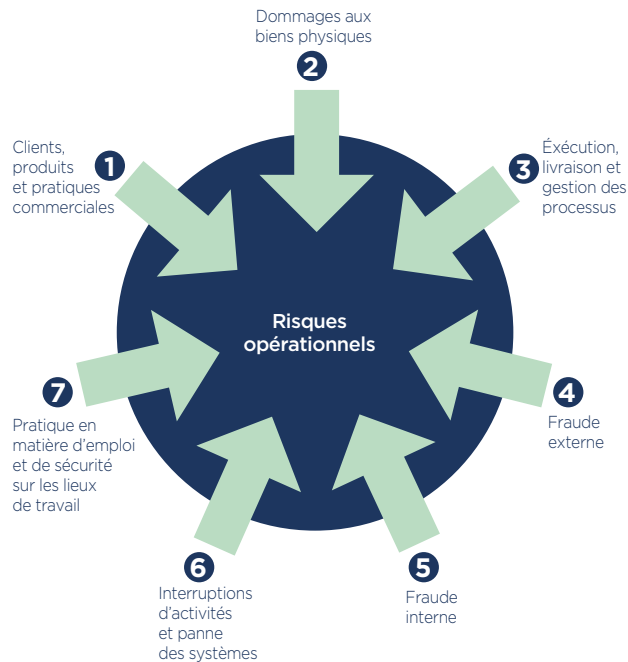 Dommages aux
biens physiques
2
Clients,
produits
et pratiques
commerciales
1
3
Éxécution,
livraison et
gestion des
processus
Risques
opérationnels
4
Fraude
externe
7
Pratique en
matière d'emploi
et de sécurité
sur les lieux
de travail
6
Interruptions
d'activités
et panne
des systèmes
5
Fraude
interne